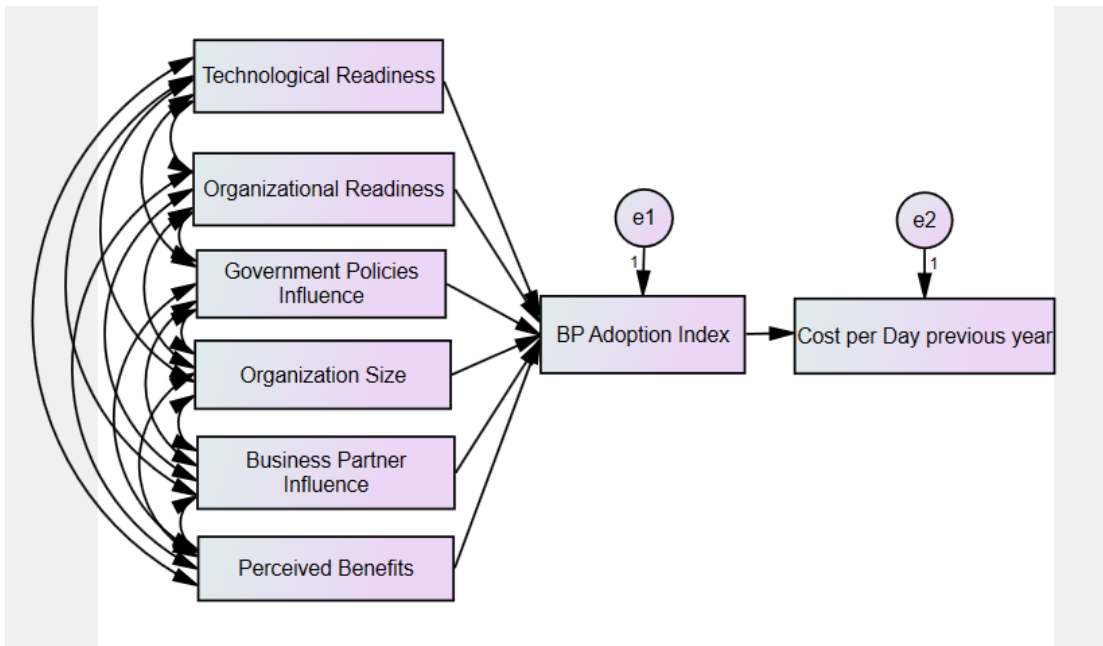 Technological Readiness
Organizational Readiness
Government Policies
Influence
Organization Size
Business Partner
Influence
Perceived Benefits
e1
1
BP Adoption Index
e2
1
Cost per Day previous year